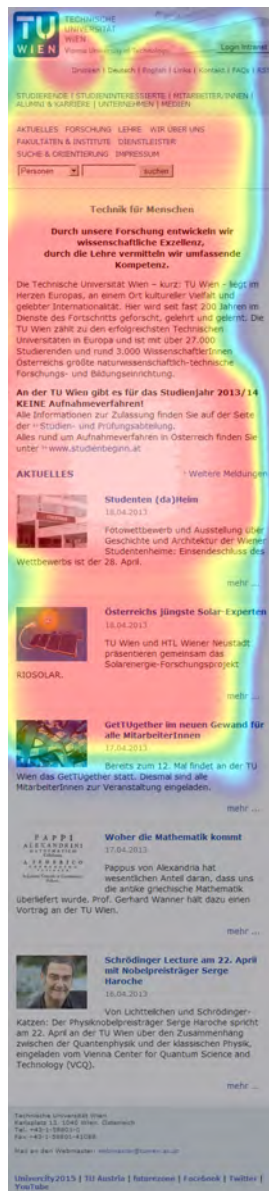 TU
WIEN
TECHNISCHE
UNIVERSITÄT
WIEN
Vienna University of Technology
Login Intranet
Drucken | Deutsch | English | Links | Kontakt | FAQs | RSS
STUDIERENDE | STUDIENINTERESSIERTE | MITARBEITER/INNEN |
ALUMNI & KARRIERE | UNTERNEHMEN | MEDIEN
AKTUELLES FORSCHUNG LEHRE WIR ÜBER UNS
FAKULTÄTEN & INSTITUTE DIENSTLEISTER
SUCHE & ORIENTIERUNG IMPRESSUM
Personen suchen
Technik für Menschen
Durch unsere Forschung entwickeln wir
wissenschaftliche Exzellenz,
durch die Lehre vermitteln wir umfassende
Kompetenz.
Die Technische Universität Wien – kurz: TU Wien – liegt im
Herzen Europas, an einem Ort kultureller Vielfalt und
gelebter Internationalität. Hier wird seit fast 200 Jahren im
Dienste des Fortschritts geforscht, gelehrt und gelernt. Die
TU Wien zählt zu den erfolgreichsten Technischen
Universitäten in Europa und ist mit über 27.000
Studierenden und rund 3.000 WissenschaftlerInnen
Österreichs größte naturwissenschaftlich-technische
Forschungs- und Bildungseinrichtung.
An der TU Wien gibt es für das Studienjahr 2013/14
KEINE Aufnahmeverfahren!
Alle Informationen zur Zulassung finden Sie auf der Seite
der Studien- und Prüfungsabteilung.
Alles rund um Aufnahmeverfahren in Österreich finden Sie
unter www.studienbeginn.at
AKTUELLES Weitere Meldungen
Studenten (da)Heim
18.04.2013
Fotowettbewerb und Ausstellung über
Geschichte und Architektur der Wiener
Studentenheime: Einsendeschluss des
Wettbewerbs ist der 28. April.
mehr ...
Österreichs jüngste Solar-Experten
18.04.2013
TU Wien und HTL Wiener Neustadt
präsentieren gemeinsam das
Solarenergie-Forschungsprojekt
RIOSOLAR.
mehr ...
GetTUgether im neuen Gewand für
alle MitarbeiterInnen
17.04.2013
Bereits zum 12. Mal findet an der TU
Wien das GetTUgether statt. Diesmal sind alle
MitarbeiterInnen zur Veranstaltung eingeladen.
mehr ...
PAPPI
ALEXANDRINI
Woher die Mathematik kommt
17.04.2013
Pappus von Alexandria hat
wesentlichen Anteil daran, dass uns
die antike griechische Mathematik
überliefert wurde. Prof. Gerhard Wanner hält dazu einen
Vortrag an der TU Wien.
mehr ...
Schrödinger Lecture am 22. April
mit Nobelpreisträger Serge
Haroche
16.04.2013
Von Lichtteilchen und Schrödinger-
Katzen: Der Physiknobelpreisträger Serge Haroche spricht
am 22. April an der TU Wien über den Zusammenhang
zwischen der Quantenphysik und der klassischen Physik,
eingeladen vom Vienna Center for Quantum Science and
Technology (VCQ).
mehr ...
Technische Universität Wien
Karlsplatz 13, 1040 Wien, Österreich
Mail an den Webmaster: webmaster@tuwien.ac.at
Univercity2015 | TU Austria | futurezone | Facebook | Twitter |
YouTube